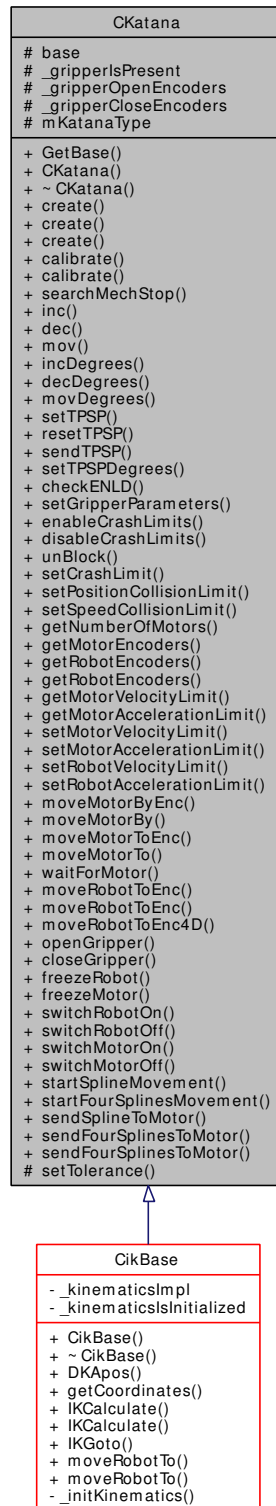 CKatana
# base
# _gripperIsPresent
# _gripperOpenEncoders
# _gripperCloseEncoders
# mKatanaType
+ GetBase()
+ CKatana()
+ ~ CKatana()
+ create()
+ create()
+ create()
+ calibrate()
+ calibrate()
+ searchMechStop()
+ inc()
+ dec()
+ mov()
+ incDegrees()
+ decDegrees()
+ movDegrees()
+ setTPSP()
+ resetTPSP()
+ sendTPSP()
+ setTPSPDegrees()
+ checkENLD()
+ setGripperParameters()
+ enableCrashLimits()
+ disableCrashLimits()
+ unBlock()
+ setCrashLimit()
+ setPositionCollisionLimit()
+ setSpeedCollisionLimit()
+ getNumberOfMotors()
+ getMotorEncoders()
+ getRobotEncoders()
+ getRobotEncoders()
+ getMotorVelocityLimit()
+ getMotorAccelerationLimit()
+ setMotorVelocityLimit()
+ setMotorAccelerationLimit()
+ setRobotVelocityLimit()
+ setRobotAccelerationLimit()
+ moveMotorByEnc()
+ moveMotorBy()
+ moveMotorToEnc()
+ moveMotorTo()
+ waitForMotor()
+ moveRobotToEnc()
+ moveRobotToEnc()
+ moveRobotToEnc4D()
+ openGripper()
+ closeGripper()
+ freezeRobot()
+ freezeMotor()
+ switchRobotOn()
+ switchRobotOff()
+ switchMotorOn()
+ switchMotorOff()
+ startSplineMovement()
+ startFourSplinesMovement()
+ sendSplineToMotor()
+ sendFourSplinesToMotor()
+ sendFourSplinesToMotor()
# setTolerance()
CikBase
- _kinematicsImpl
- _kinematicsIsInitialized
+ CikBase()
+ ~ CikBase()
+ DKApos()
+ getCoordinates()
+ IKCalculate()
+ IKCalculate()
+ IKGoto()
+ moveRobotTo()
+ moveRobotTo()
- _initKinematics()